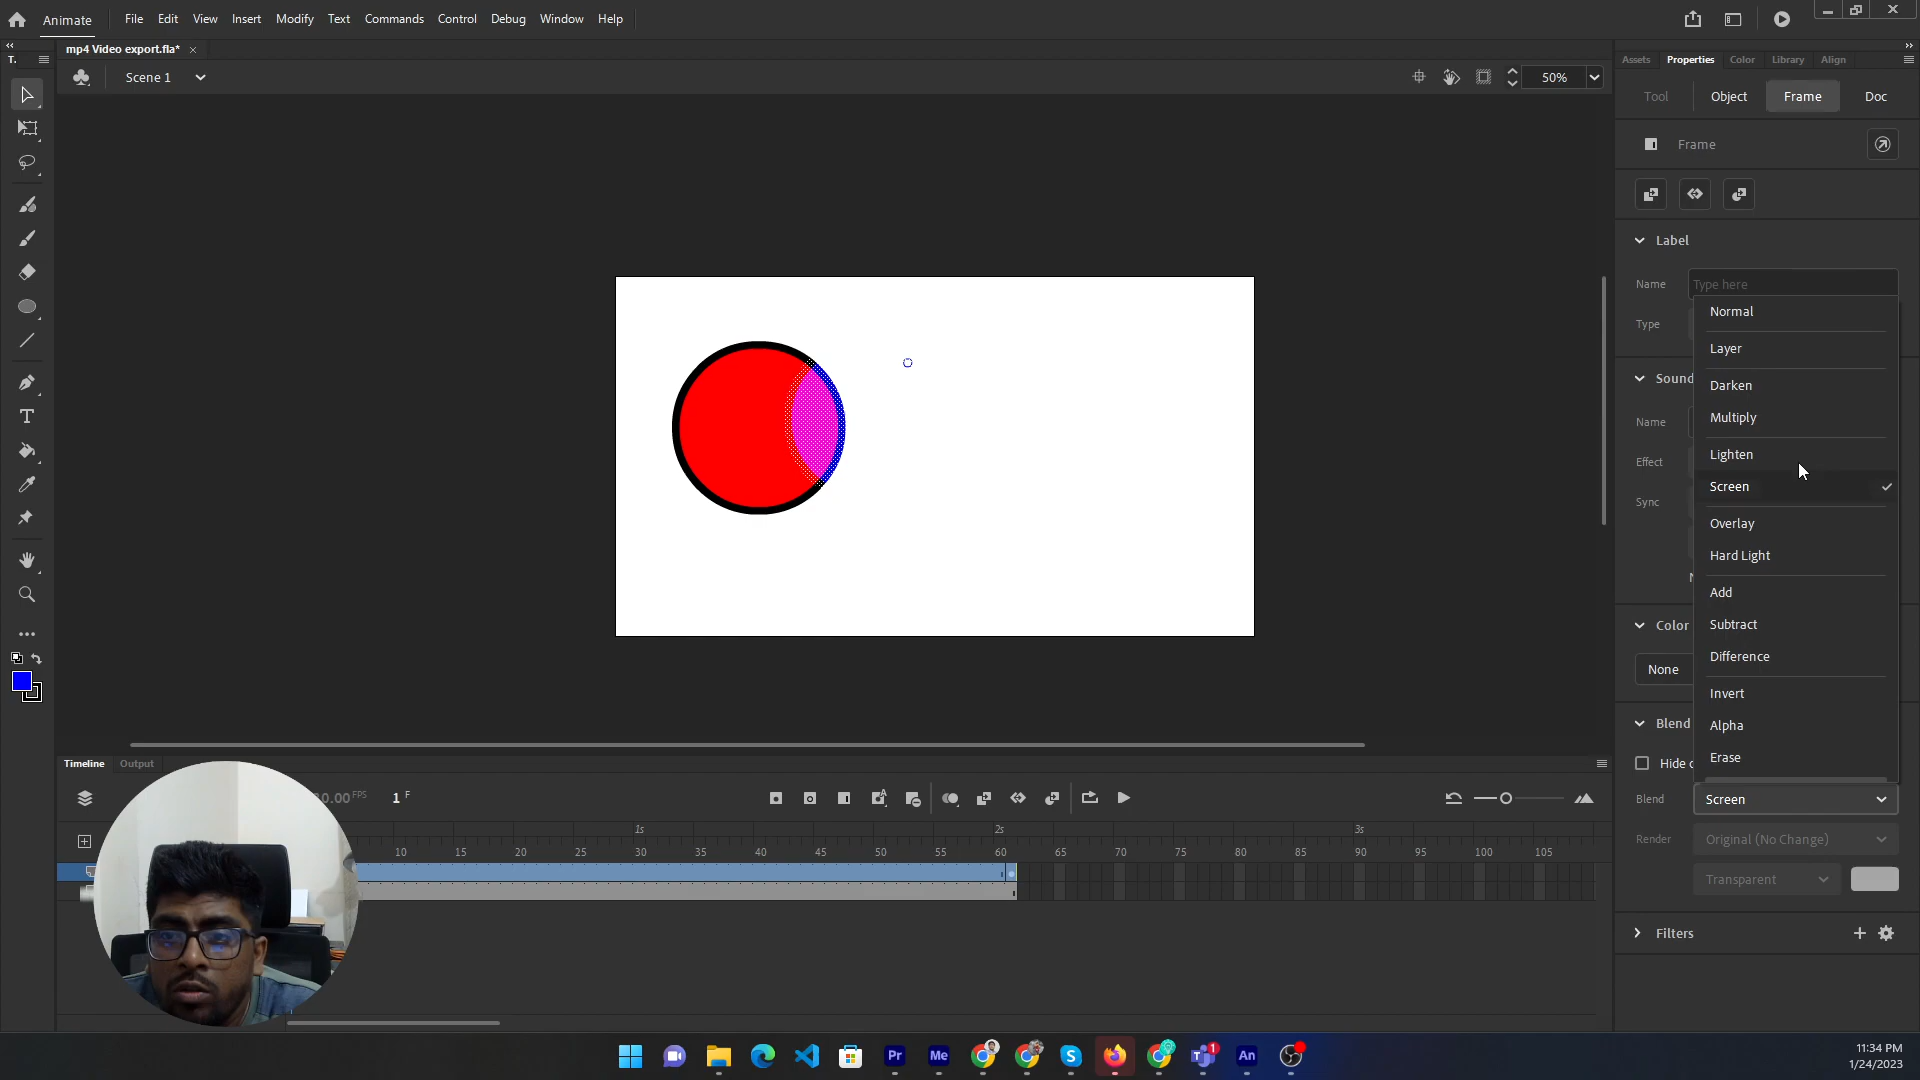 Animate File Edit View Insert Modify Text Commands Control Debug Window Help
mp4 Video export.fla*
T.
Scene 1
50%
Assets Properties Color Library Align
Tool Object Frame Doc
Frame
Label
Name Type here
Type
Normal
Layer
Sound
Darken
Multiply
Name
Lighten
Effect
Screen
Sync
Overlay
Hard Light
Add
Color
Subtract
Difference
None
Invert
Blend
Alpha
Erase
Hide
Blend Screen
Render Original (No Change)
Transparent
Filters
Timeline Output
FPS 1 F
1s 2s 3s
10 15 20 25 30 35 40 45 50 55 60 65 70 75 80 85 90 95 100 105
T
Pr Me S 1 An
11:34 PM
1/24/2023